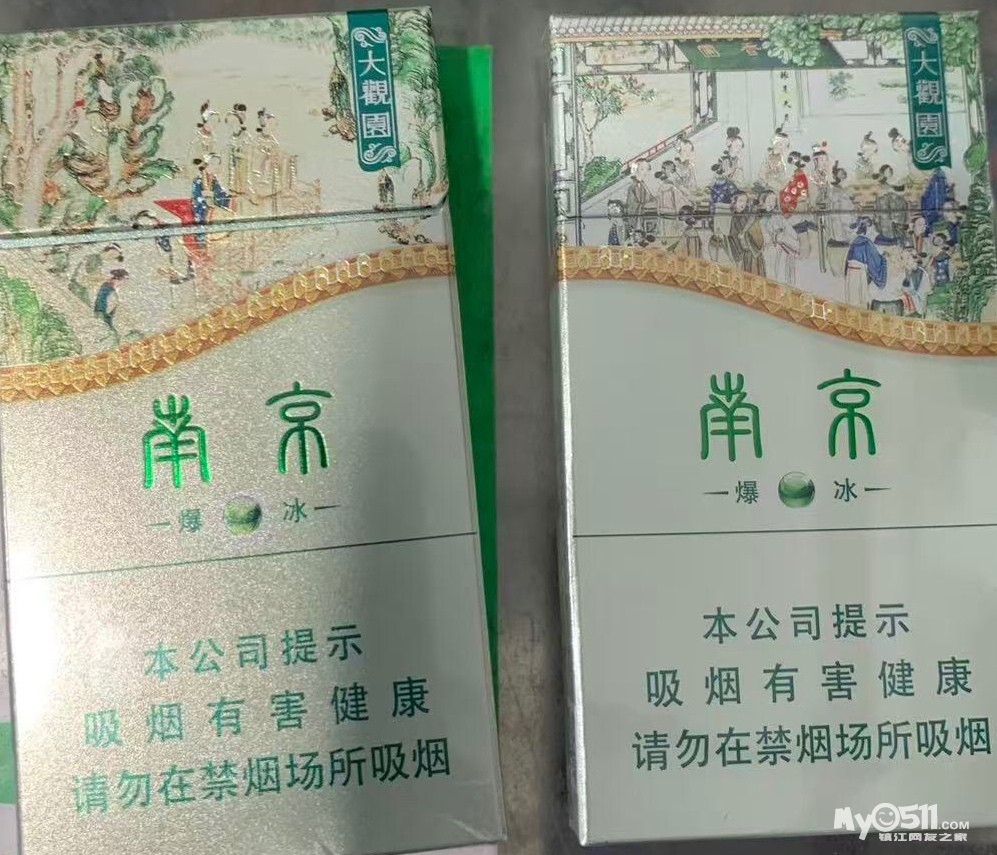 大觀園
南京
爆 冰
本公司提示
吸烟有害健康
请勿在禁烟场所吸烟
大觀園
南京
爆 冰
本公司提示
吸烟有害健康
请勿在禁烟场所吸烟
My0511.COM
镇江网友之家